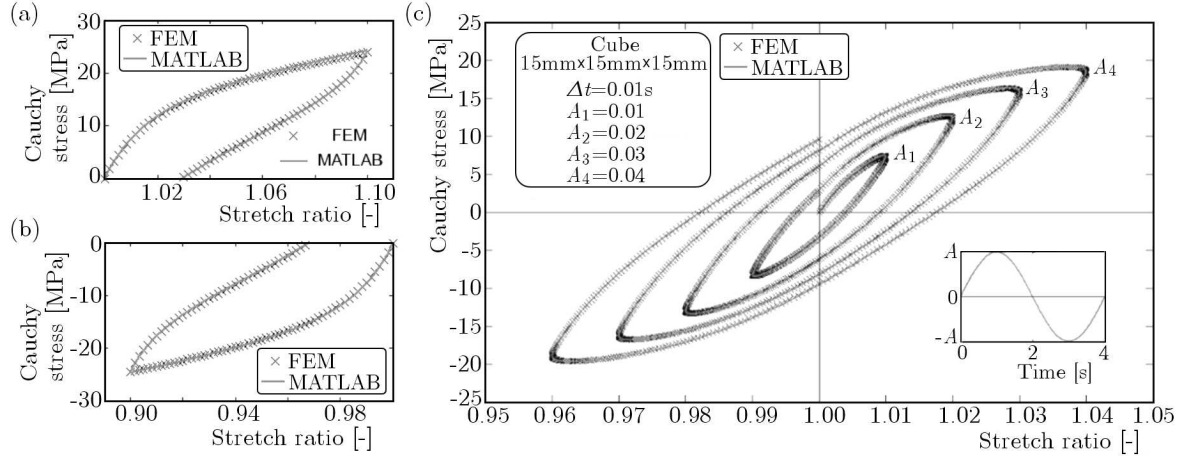 (a)
30
20
10
0
Cauchy
stress [MPa]
FEM
MATLAB
FEM
MATLAB
1.02
1.06
1.10
Stretch ratio [-]
(b)
0
-10
-20
-30
Cauchy
stress [MPa]
FEM
MATLAB
0.90
0.94
0.98
Stretch ratio [-]
(c)
25
20
15
10
5
0
-5
-10
-15
-20
-25
Cauchy stress [MPa]
Cube
15mm×15mm×15mm
Δt=0.01s
A1=0.01
A2=0.02
A3=0.03
A4=0.04
FEM
MATLAB
A4
A3
A2
A1
A
0
-A
0
2
4
Time [s]
0.95
0.96
0.97
0.98
0.99
1.00
1.01
1.02
1.03
1.04
1.05
Stretch ratio [-]